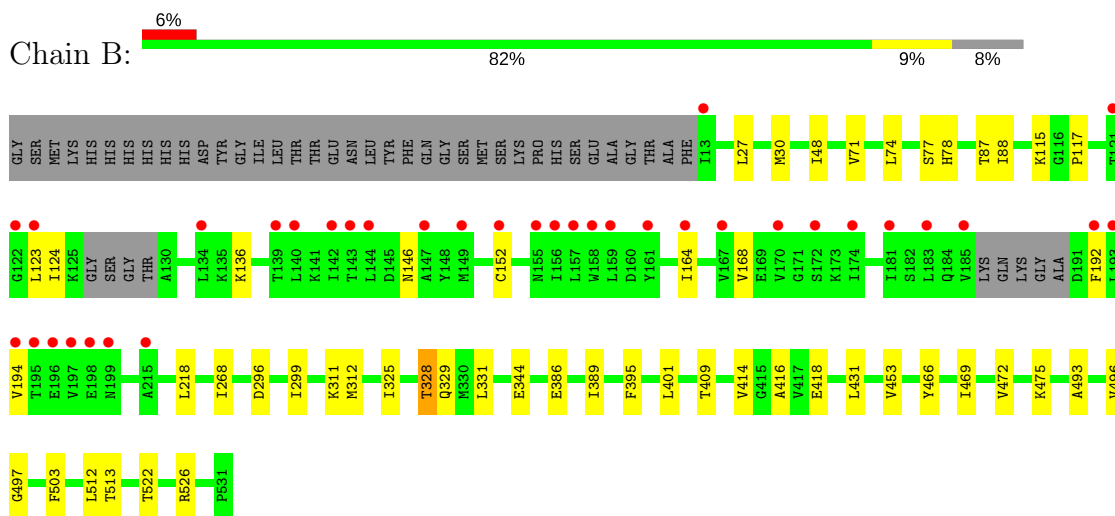 6%
Chain B:
82% 9% 8%
GLY SER MET LYS HIS HIS HIS HIS HIS HIS ASP TYR GLY ILE LEU THR THR GLU ASN LEU TYR PHE GLN GLY SER MET SER LYS PRO HIS SER GLU ALA GLY THR ALA PHE I13 L27 M30 I48 V71 L74 S77 H78 T87 I88 K115 G116 P117 T121
G122 L123 I124 K125 GLY SER GLY THR A130 L134 K135 K136 T139 L140 K141 I142 T143 L144 D145 N146 A147 Y148 M149 C152 N155 I156 L157 W158 L159 D160 Y161 I164 V167 V168 E169 V170 G171 S172 K173 I174 I181 S182 L183 Q184 V185 LYS GLN LYS GLY ALA D191 F192 L193
V194 T195 E196 V197 E198 N199 A215 L218 I268 D296 I299 K311 M312 I325 T328 Q329 M330 L331 E344 E386 I389 F395 L401 T409 V414 G415 A416 V417 E418 L431 V453 Y466 I469 V472 K475 A493 V496
G497 F503 L512 T513 T522 R526 P531